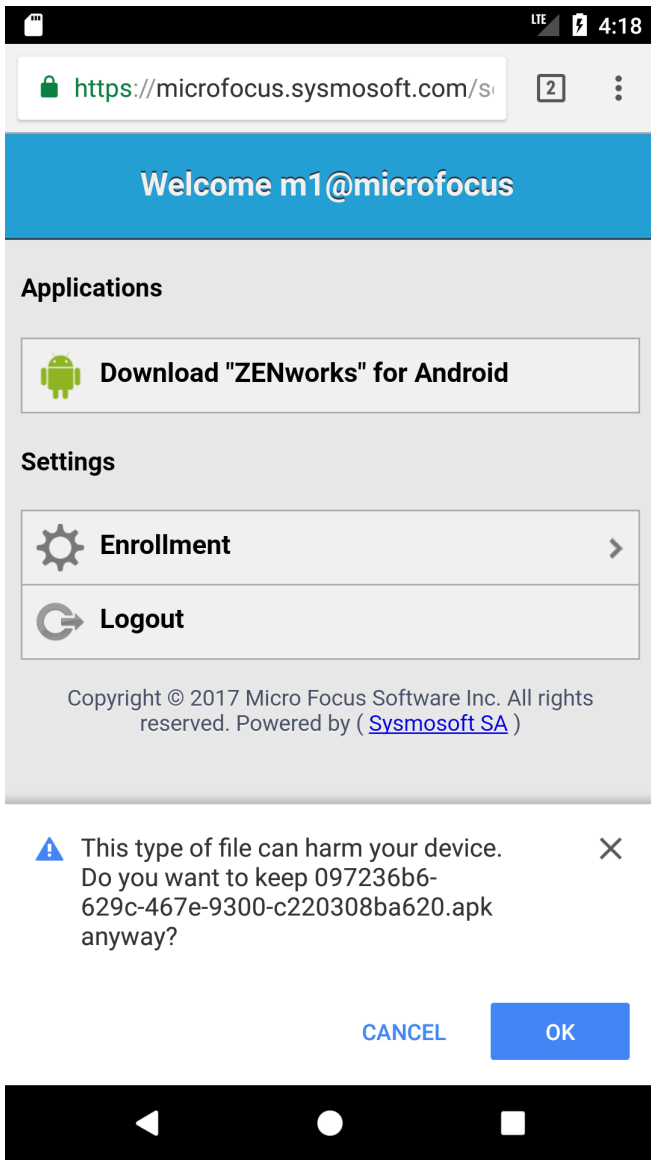 LTE 4:18
https://microfocus.sysmosoft.com/s
2
Welcome m1@microfocus
Applications
Download "ZENworks" for Android
Settings
Enrollment
Logout
Copyright © 2017 Micro Focus Software Inc. All rights
reserved. Powered by ( Sysmosoft SA )
This type of file can harm your device.
Do you want to keep 097236b6-
629c-467e-9300-c220308ba620.apk
anyway?
CANCEL
OK